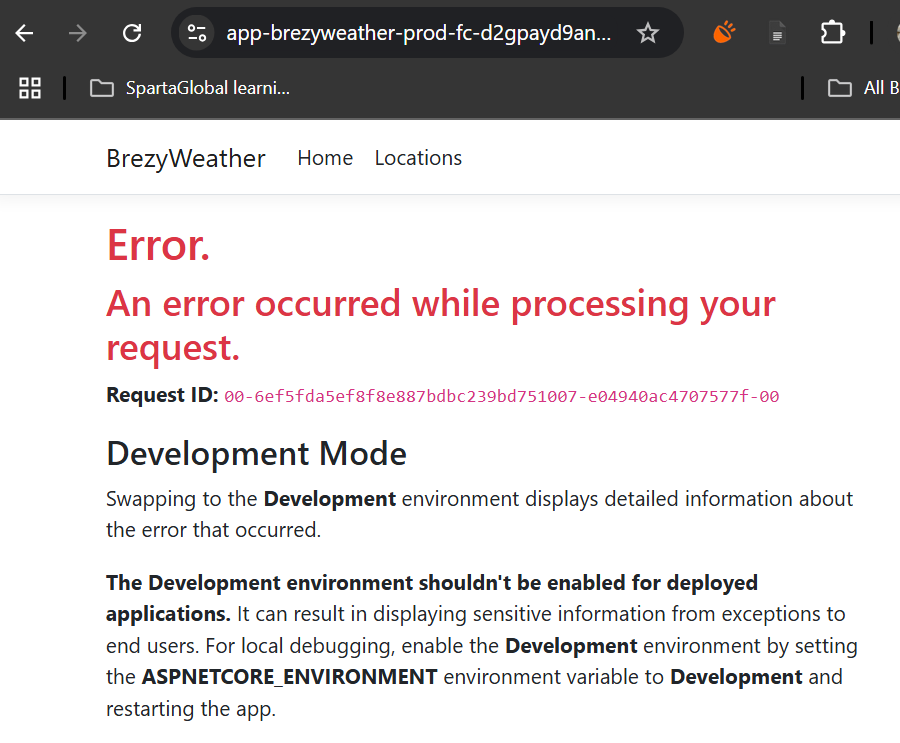 app-brezyweather-prod-fc-d2gpayd9an...
SpartaGlobal learni...
All B
BrezyWeather Home Locations
Error.
An error occurred while processing your
request.
Request ID: 00-6ef5fda5ef8f8e887bdbc239bd751007-e04940ac4707577f-00
Development Mode
Swapping to the Development environment displays detailed information about
the error that occurred.
The Development environment shouldn't be enabled for deployed
applications. It can result in displaying sensitive information from exceptions to
end users. For local debugging, enable the Development environment by setting
the ASPNETCORE_ENVIRONMENT environment variable to Development and
restarting the app.